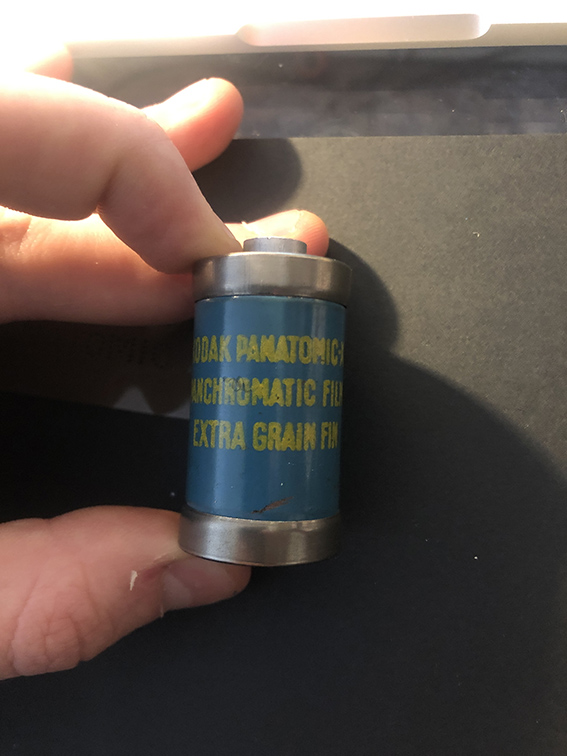 ODAK PANATOMIC-
ANCHROMATIC FIL
EXTRA GRAIN FIN